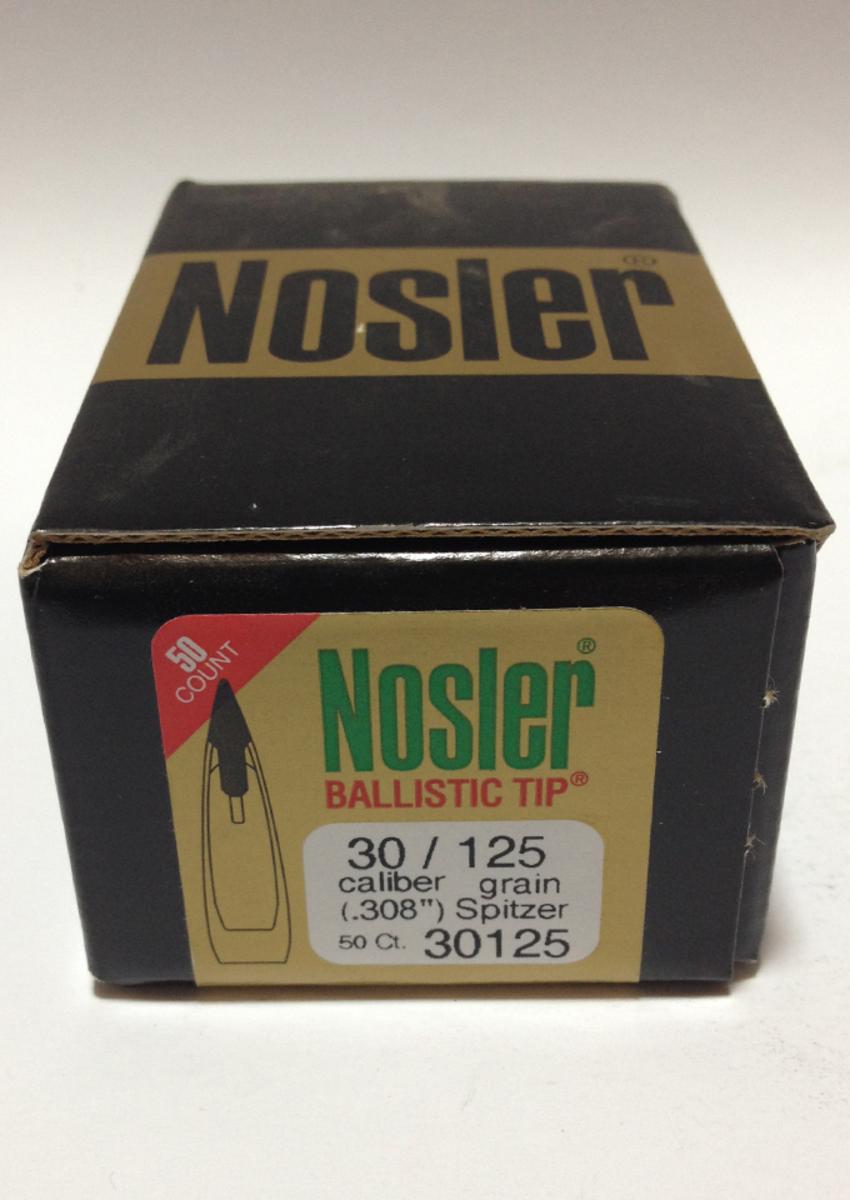 Nosler®
50
COUNT
Nosler®
BALLISTIC TIP®
30 / 125
caliber grain
(.308") Spitzer
50 Ct. 30125